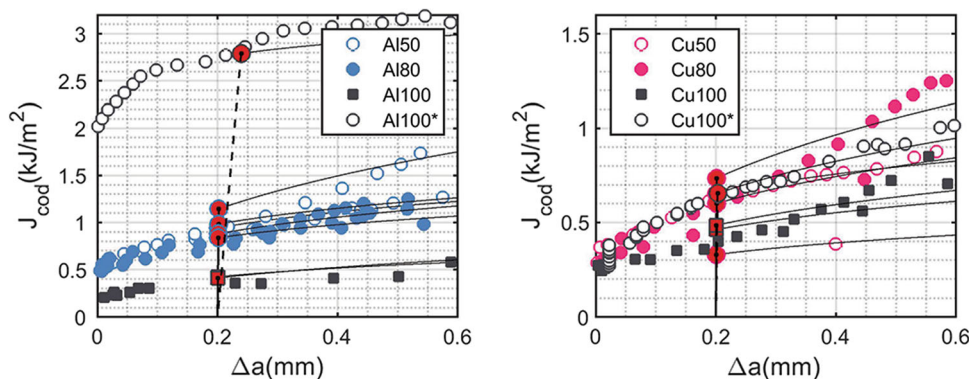 3
2.5
2
1.5
1
0.5
0
0 0.2 0.4 0.6
J_cod(kJ/m²)
Δa(mm)
Al50
Al80
Al100
Al100*
1.5
1
0.5
0
0 0.2 0.4 0.6
J_cod(kJ/m²)
Δa(mm)
Cu50
Cu80
Cu100
Cu100*